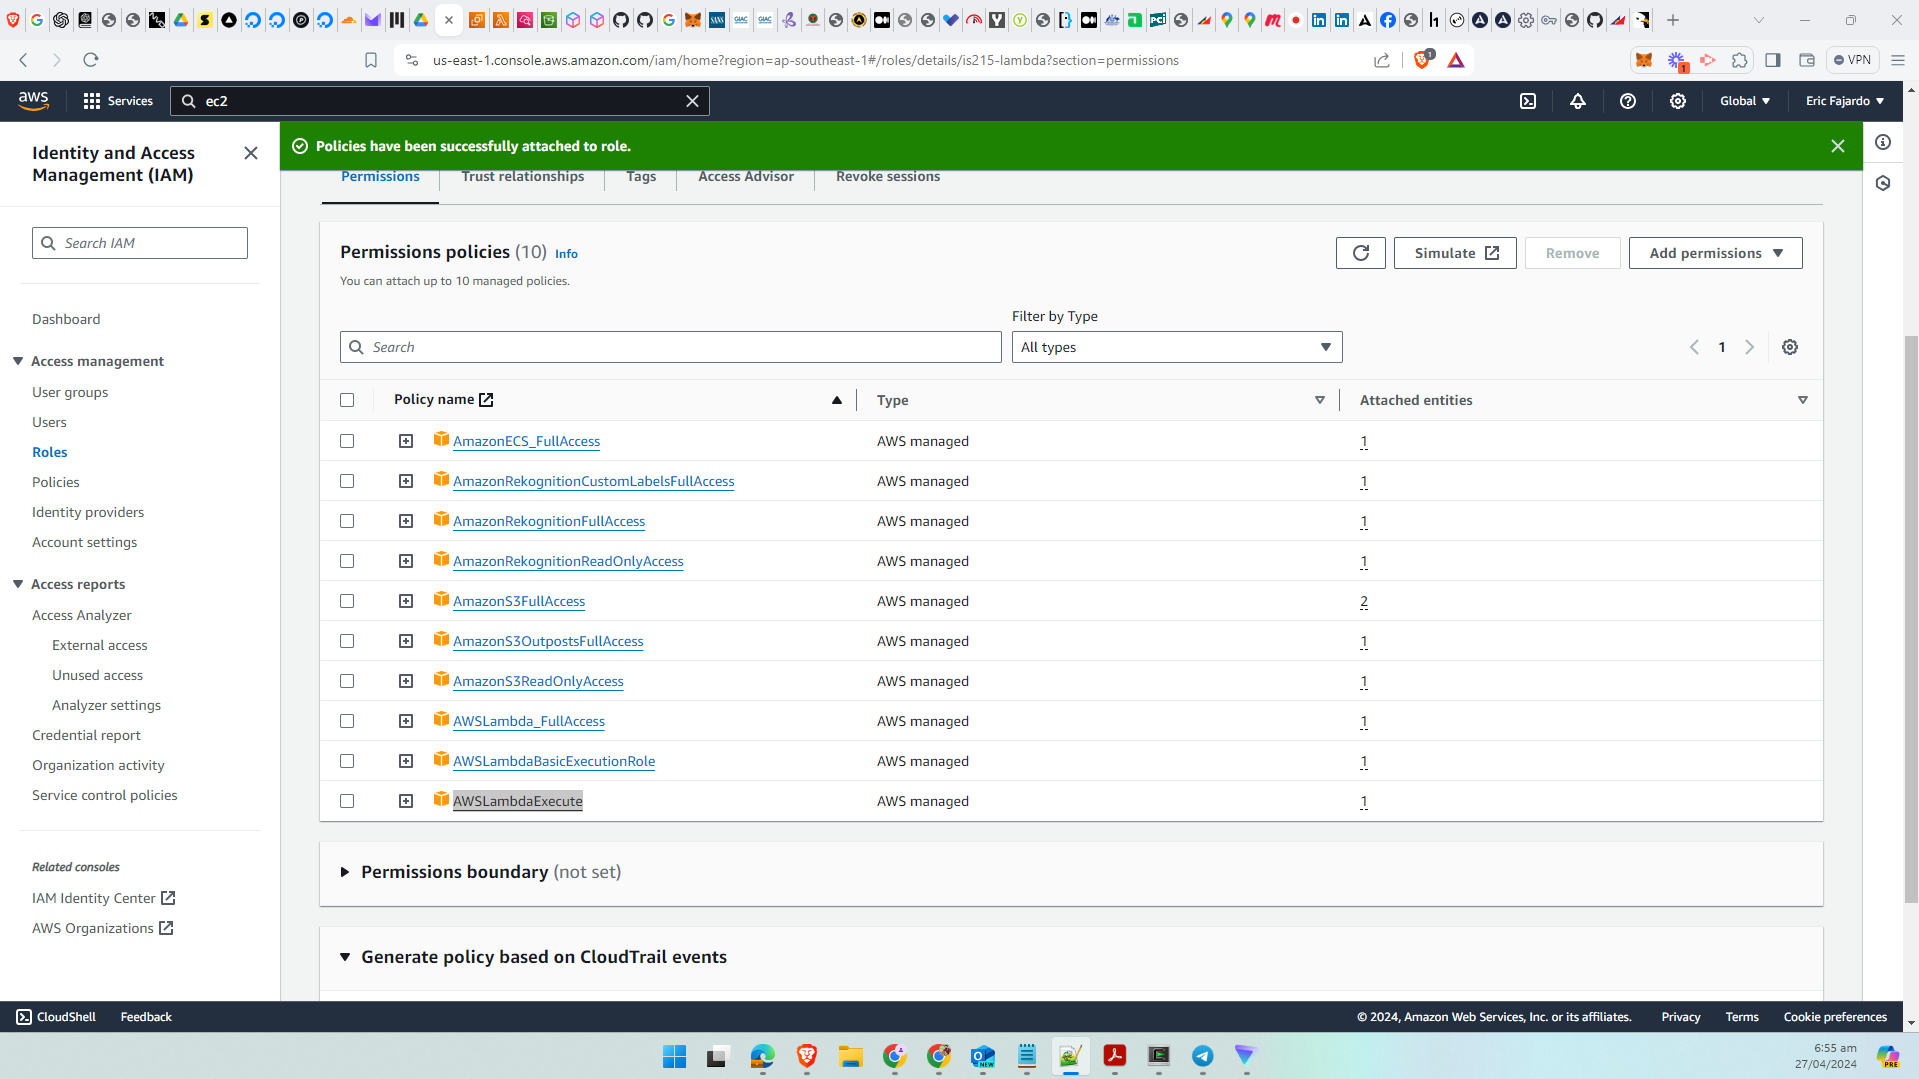 us-east-1.console.aws.amazon.com/iam/home?region=ap-southeast-1#/roles/details/is215-lambda?section=permissions
1
1
VPN
aws
Services
ec2
Global
Eric Fajardo
Identity and Access
Management (IAM)
Policies have been successfully attached to role.
Permissions
Trust relationships
Tags
Access Advisor
Revoke sessions
Search IAM
Dashboard
Access management
User groups
Users
Roles
Policies
Identity providers
Account settings
Access reports
Access Analyzer
External access
Unused access
Analyzer settings
Credential report
Organization activity
Service control policies
Related consoles
IAM Identity Center
AWS Organizations
Permissions policies (10) Info
You can attach up to 10 managed policies.
Simulate
Remove
Add permissions
Filter by Type
Search
All types
1
Policy name Type Attached entities
AmazonECS_FullAccess AWS managed 1
AmazonRekognitionCustomLabelsFullAccess AWS managed 1
AmazonRekognitionFullAccess AWS managed 1
AmazonRekognitionReadOnlyAccess AWS managed 1
AmazonS3FullAccess AWS managed 2
AmazonS3OutpostsFullAccess AWS managed 1
AmazonS3ReadOnlyAccess AWS managed 1
AWSLambda_FullAccess AWS managed 1
AWSLambdaBasicExecutionRole AWS managed 1
AWSLambdaExecute AWS managed 1
Permissions boundary (not set)
Generate policy based on CloudTrail events
CloudShell
Feedback
© 2024, Amazon Web Services, Inc. or its affiliates.
Privacy
Terms
Cookie preferences
6:55 am
27/04/2024